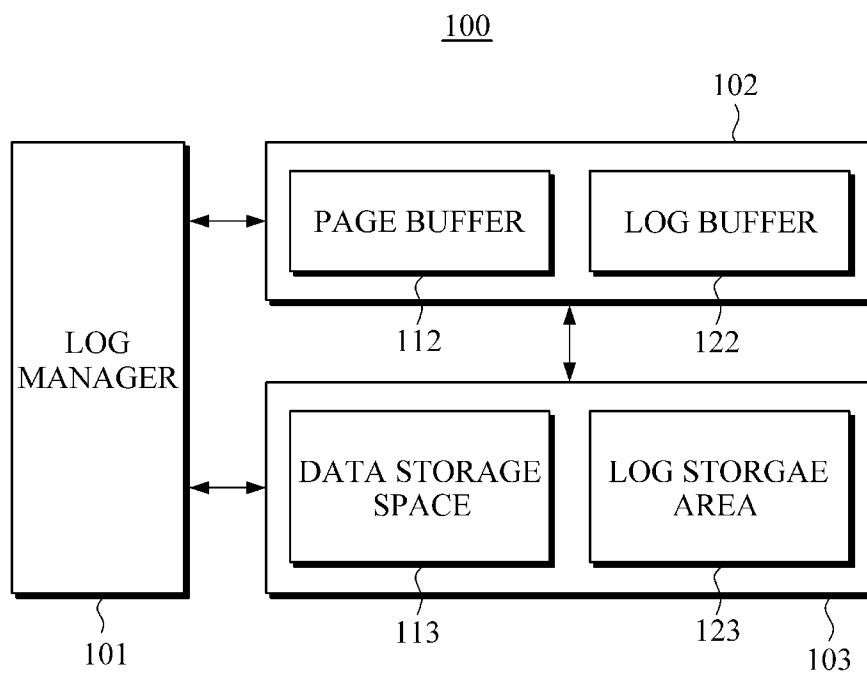 100
102
PAGE BUFFER
LOG BUFFER
112
122
LOG
MANAGER
DATA STORAGE
SPACE
LOG STORGAE
AREA
113
123
101
103